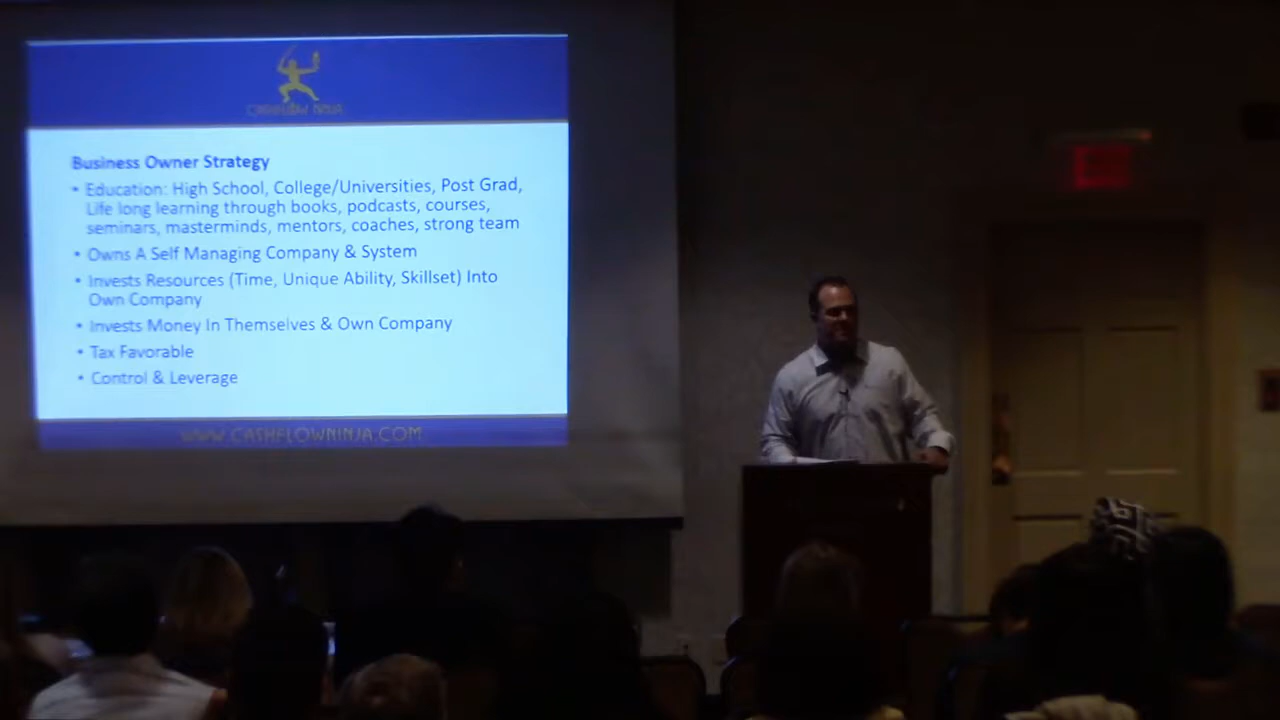 CASHFLOW NINJA
Business Owner Strategy
• Education: High School, College/Universities, Post Grad,
Life long learning through books, podcasts, courses,
seminars, masterminds, mentors, coaches, strong team
• Owns A Self Managing Company & System
• Invests Resources (Time, Unique Ability, Skillset) Into
Own Company
• Invests Money In Themselves & Own Company
• Tax Favorable
• Control & Leverage
WWW.CASHFLOWNINJA.COM